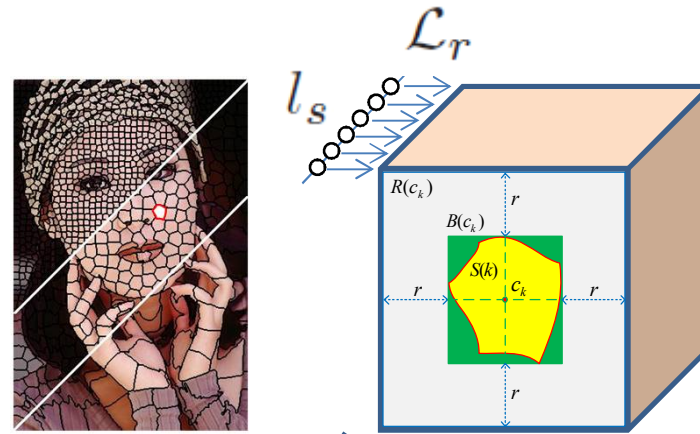 ℒ_r
l_s
R(c_k)
r
B(c_k)
S(k)
c_k
r
r
r